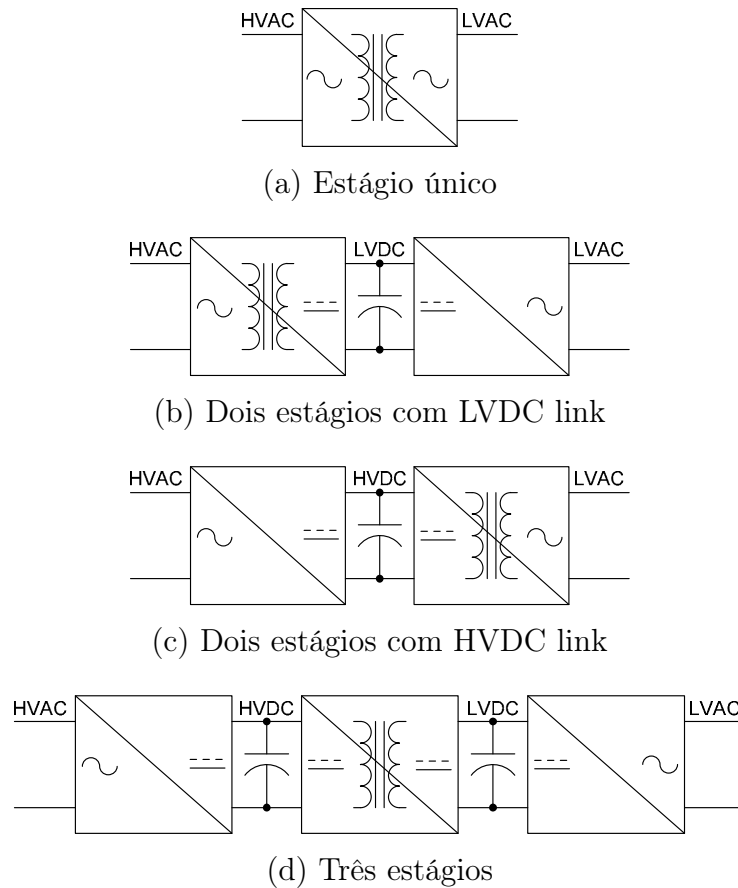 HVAC LVAC
(a) Estágio único
HVAC LVDC LVAC
(b) Dois estágios com LVDC link
HVAC HVDC LVAC
(c) Dois estágios com HVDC link
HVAC HVDC LVDC LVAC
(d) Três estágios